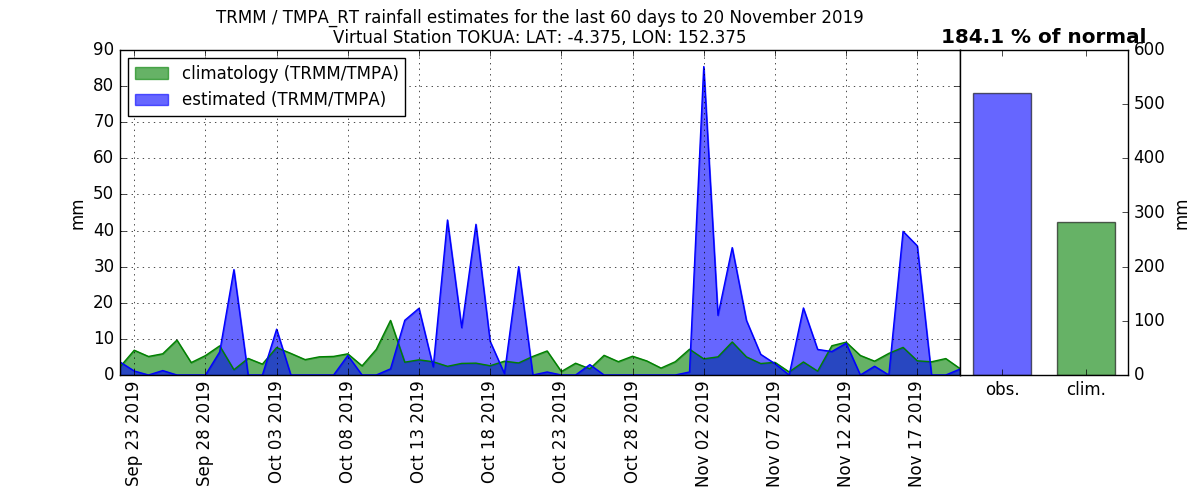 TRMM / TMPA_RT rainfall estimates for the last 60 days to 20 November 2019
Virtual Station TOKUA: LAT: -4.375, LON: 152.375
184.1 % of normal
climatology (TRMM/TMPA)
estimated (TRMM/TMPA)
90
80
70
60
50
40
30
20
10
0
mm
Sep 23 2019
Sep 28 2019
Oct 03 2019
Oct 08 2019
Oct 13 2019
Oct 18 2019
Oct 23 2019
Oct 28 2019
Nov 02 2019
Nov 07 2019
Nov 12 2019
Nov 17 2019
600
500
400
300
200
100
0
mm
obs.
clim.